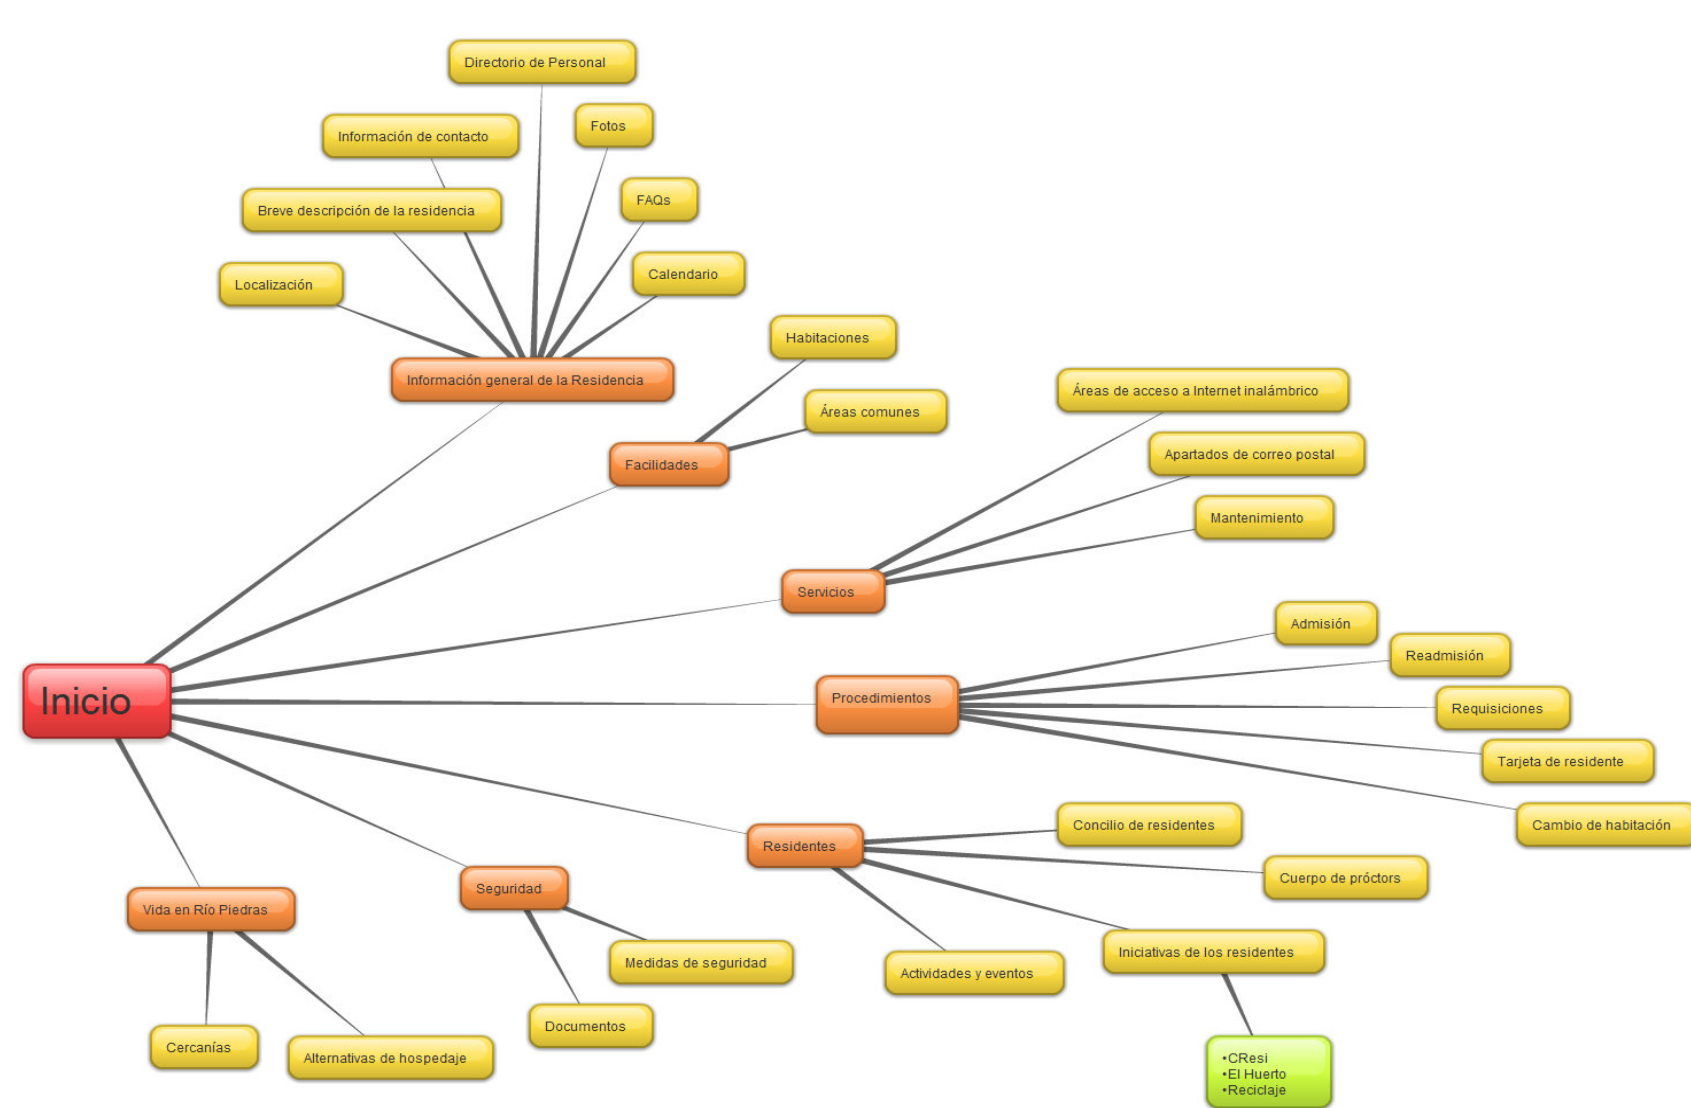 Directorio de Personal
Fotos
Información de contacto
FAQs
Breve descripción de la residencia
Calendario
Localización
Habitaciones
Información general de la Residencia
Áreas de acceso a Internet inalámbrico
Áreas comunes
Apartados de correo postal
Facilidades
Mantenimiento
Servicios
Admisión
Readmisión
Inicio
Procedimientos
Requisiciones
Tarjeta de residente
Concilio de residentes
Cambio de habitación
Residentes
Cuerpo de próctors
Seguridad
Vida en Río Piedras
Iniciativas de los residentes
Medidas de seguridad
Actividades y eventos
Documentos
Cercanías
Alternativas de hospedaje
•CResi
•El Huerto
•Reciclaje